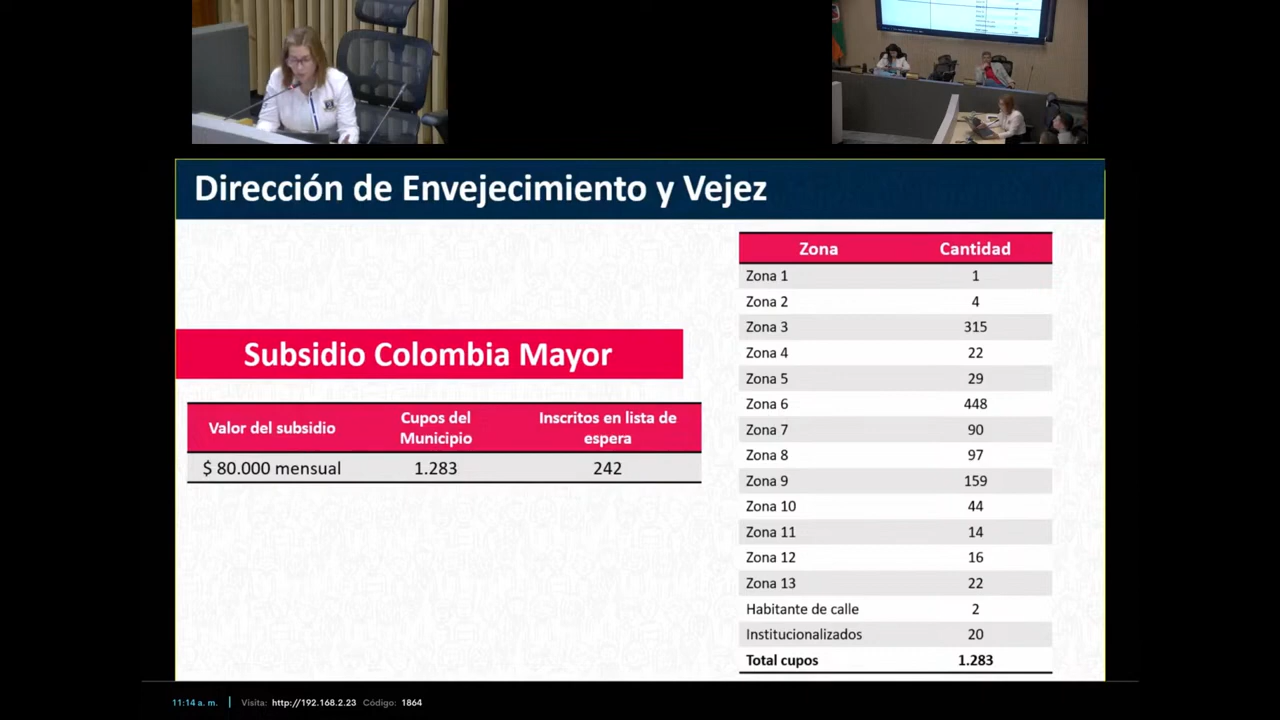 Dirección de Envejecimiento y Vejez
Subsidio Colombia Mayor
Valor del subsidio Cupos del Municipio Inscritos en lista de espera
$ 80.000 mensual 1.283 242
Zona Cantidad
Zona 1 1
Zona 2 4
Zona 3 315
Zona 4 22
Zona 5 29
Zona 6 448
Zona 7 90
Zona 8 97
Zona 9 159
Zona 10 44
Zona 11 14
Zona 12 16
Zona 13 22
Habitante de calle 2
Institucionalizados 20
Total cupos 1.283
11:14 a. m. | Visita: http://192.168.2.23 Código: 1864